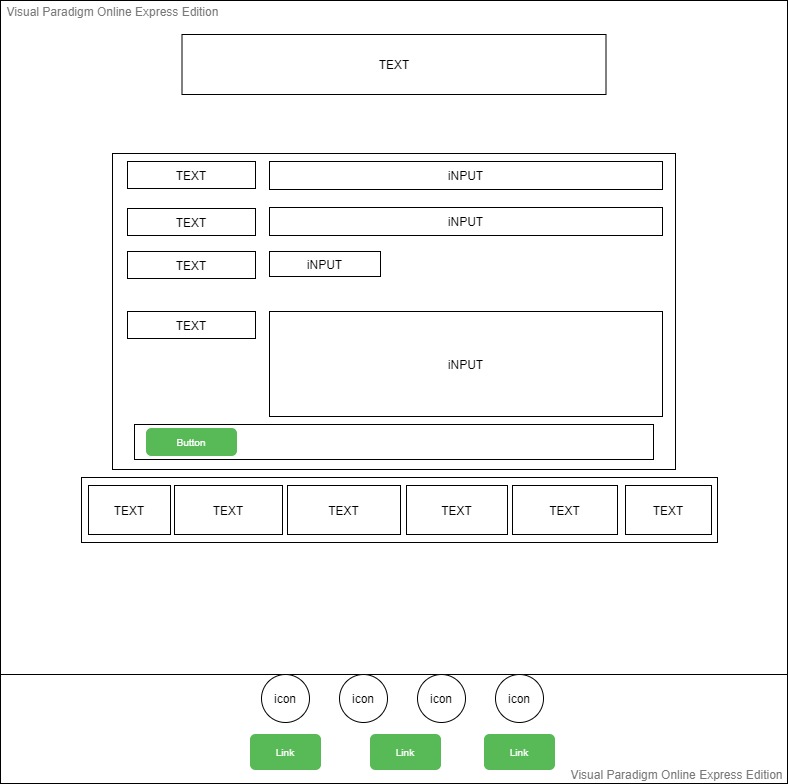 Visual Paradigm Online Express Edition
TEXT
TEXT iNPUT
TEXT iNPUT
TEXT iNPUT
TEXT
iNPUT
Button
TEXT TEXT TEXT TEXT TEXT TEXT
icon icon icon icon
Link Link Link
Visual Paradigm Online Express Edition